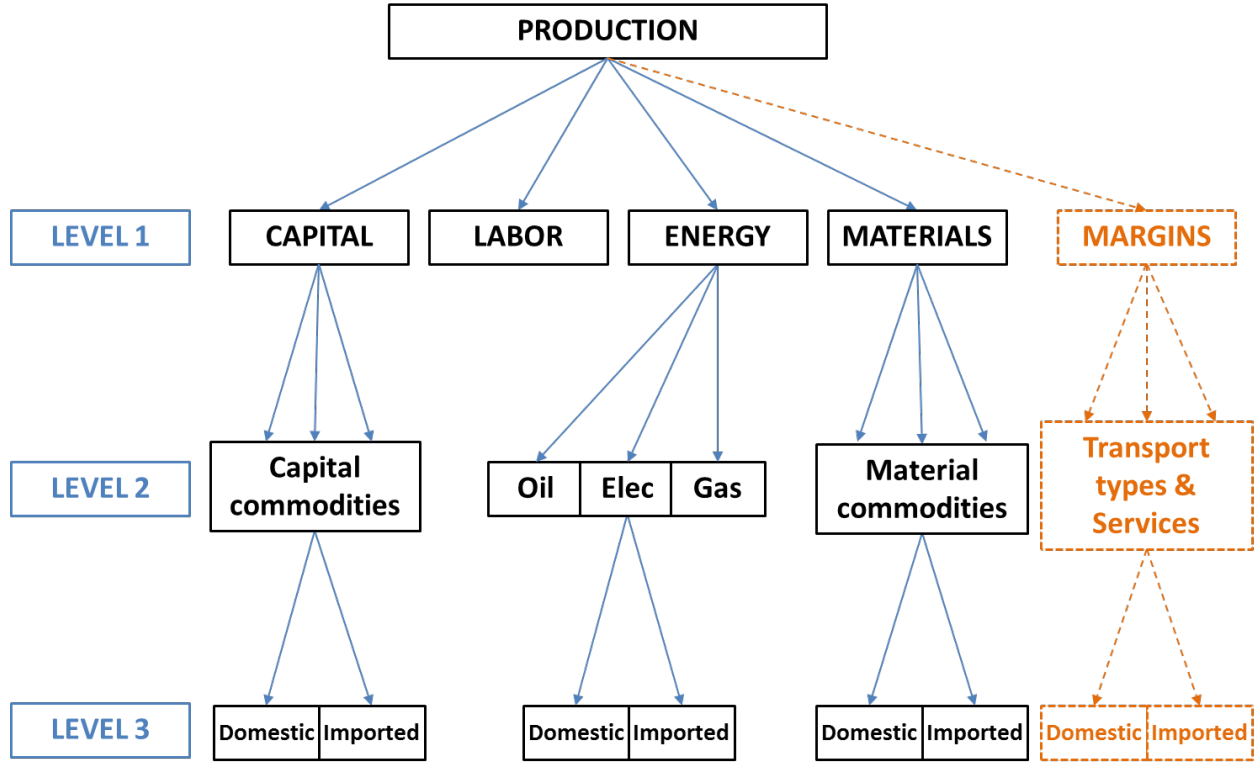 PRODUCTION
LEVEL 1
CAPITAL
LABOR
ENERGY
MATERIALS
MARGINS
LEVEL 2
Capital
commodities
Oil
Elec
Gas
Material
commodities
Transport
types &
Services
LEVEL 3
Domestic
Imported
Domestic
Imported
Domestic
Imported
Domestic
Imported